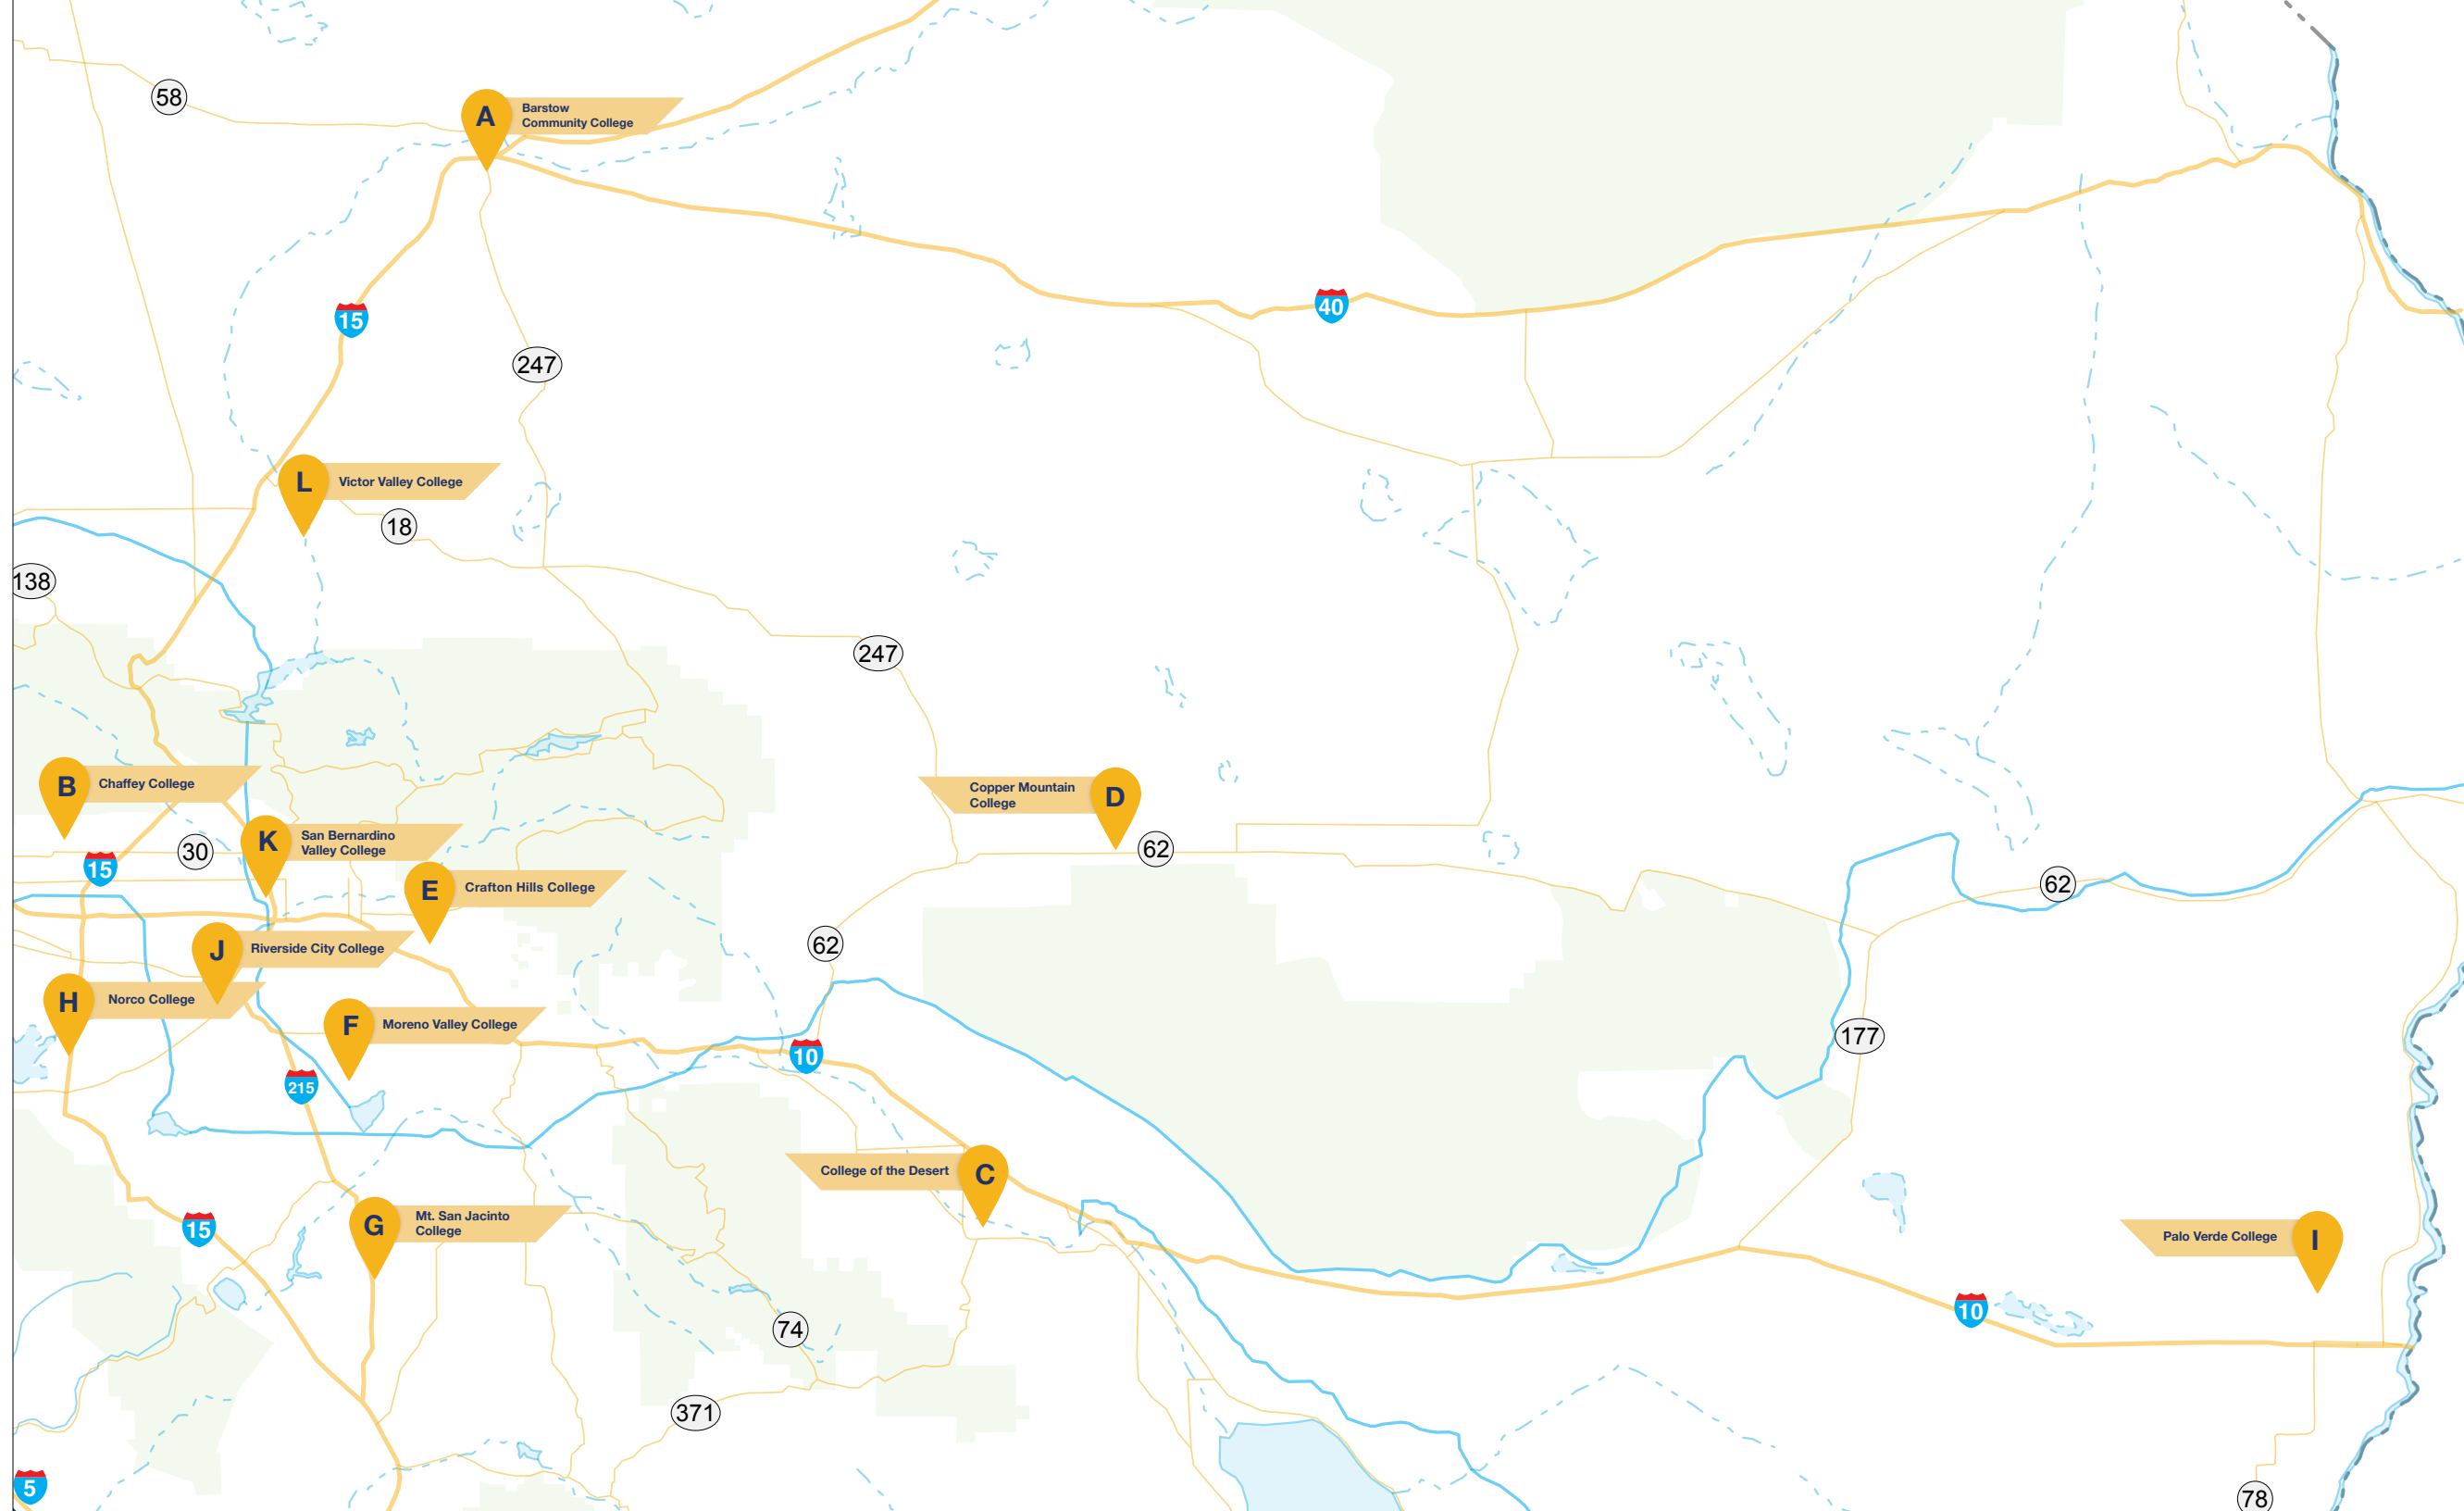 58
A
Barstow
Community College
15
40
247
L
Victor Valley College
18
138
247
B
Chaffey College
Copper Mountain
College
D
K
San Bernardino
Valley College
30
15
62
E
Crafton Hills College
62
J
Riverside City College
62
H
Norco College
F
Moreno Valley College
10
177
215
College of the Desert
C
15
G
Mt. San Jacinto
College
Palo Verde College
I
10
74
371
5
78